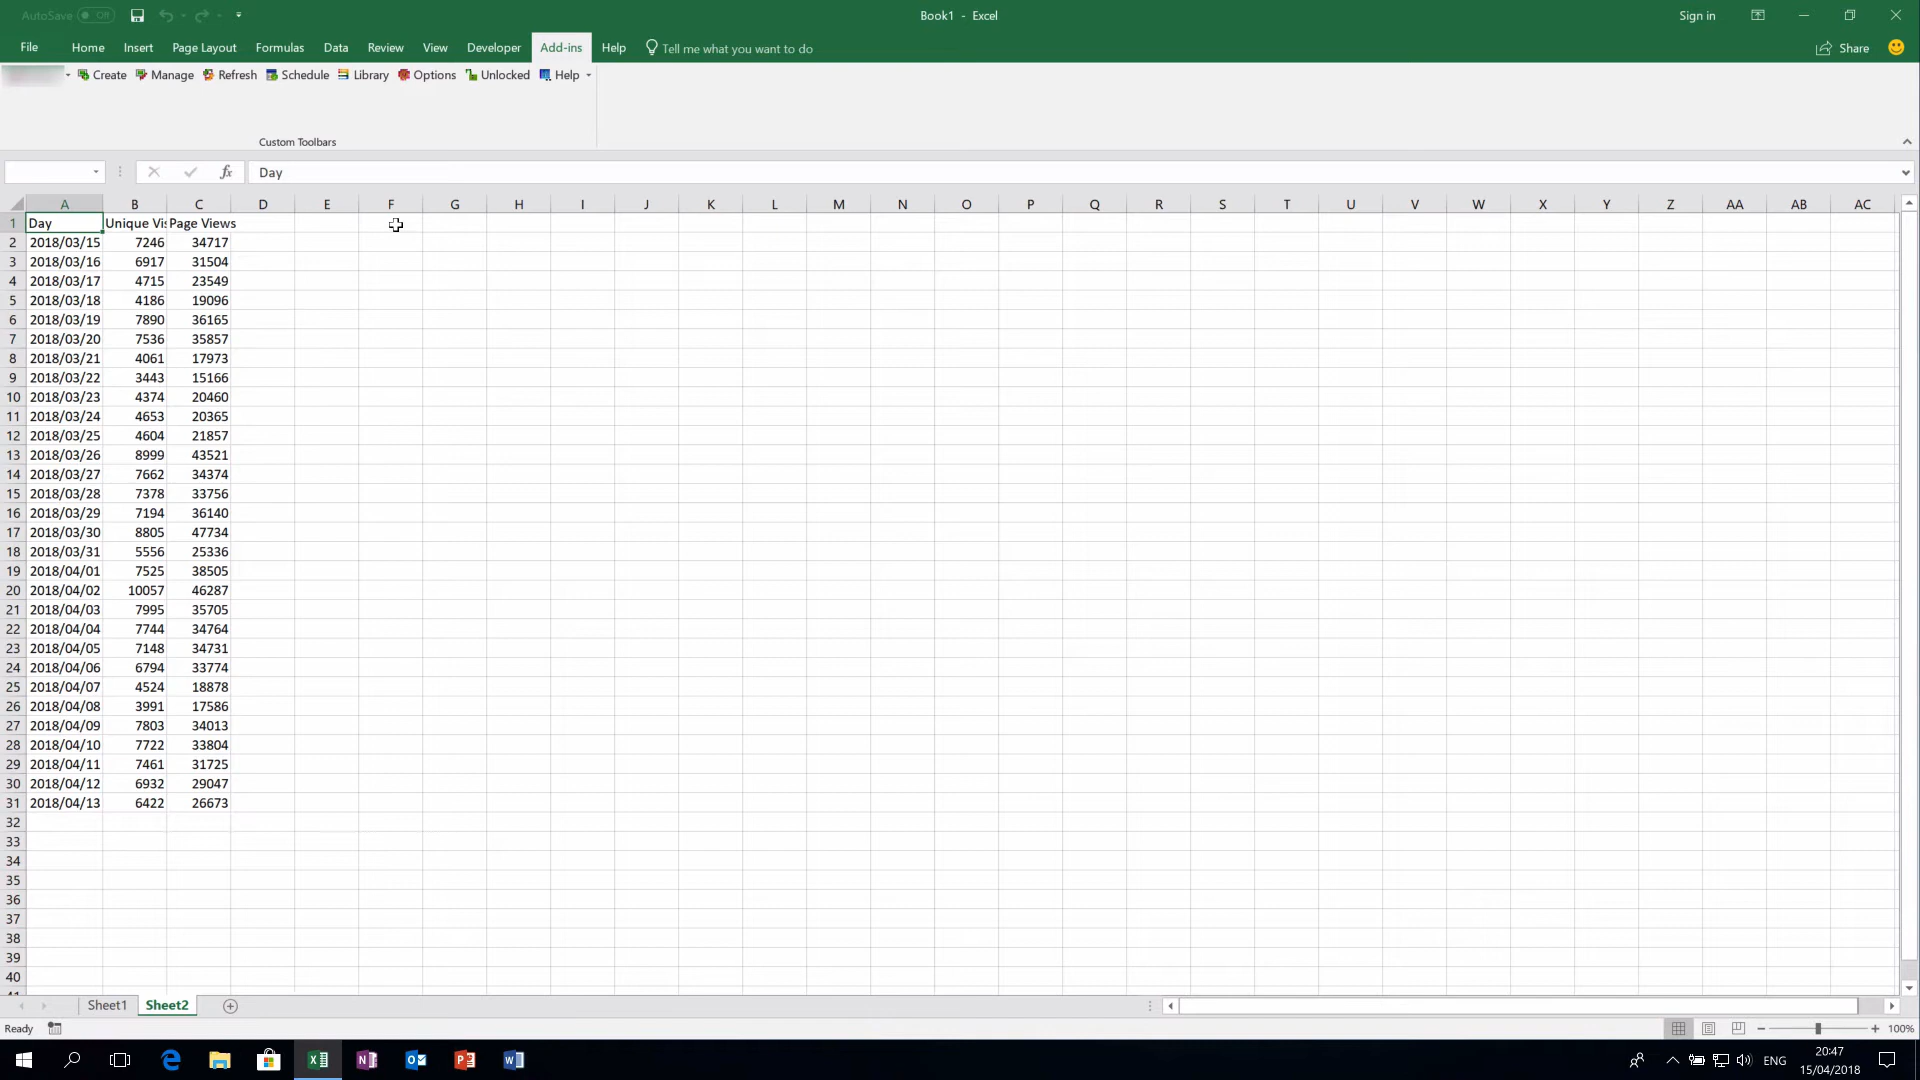 AutoSave Off Book1 - Excel Sign in
File Home Insert Page Layout Formulas Data Review View Developer Add-ins Help Tell me what you want to do Share
Create Manage Refresh Schedule Library Options Unlocked Help
Custom Toolbars
fx Day
A B C D E F G H I J K L M N O P Q R S T U V W X Y Z AA AB AC
1 Day Unique Vis Page Views
2 2018/03/15 7246 34717
3 2018/03/16 6917 31504
4 2018/03/17 4715 23549
5 2018/03/18 4186 19096
6 2018/03/19 7890 36165
7 2018/03/20 7536 35857
8 2018/03/21 4061 17973
9 2018/03/22 3443 15166
10 2018/03/23 4374 20460
11 2018/03/24 4653 20365
12 2018/03/25 4604 21857
13 2018/03/26 8999 43521
14 2018/03/27 7662 34374
15 2018/03/28 7378 33756
16 2018/03/29 7194 36140
17 2018/03/30 8805 47734
18 2018/03/31 5556 25336
19 2018/04/01 7525 38505
20 2018/04/02 10057 46287
21 2018/04/03 7995 35705
22 2018/04/04 7744 34764
23 2018/04/05 7148 34731
24 2018/04/06 6794 33774
25 2018/04/07 4524 18878
26 2018/04/08 3991 17586
27 2018/04/09 7803 34013
28 2018/04/10 7722 33804
29 2018/04/11 7461 31725
30 2018/04/12 6932 29047
31 2018/04/13 6422 26673
32
33
34
35
36
37
38
39
40
Sheet1 Sheet2
Ready 100%
ENG 20:47
15/04/2018